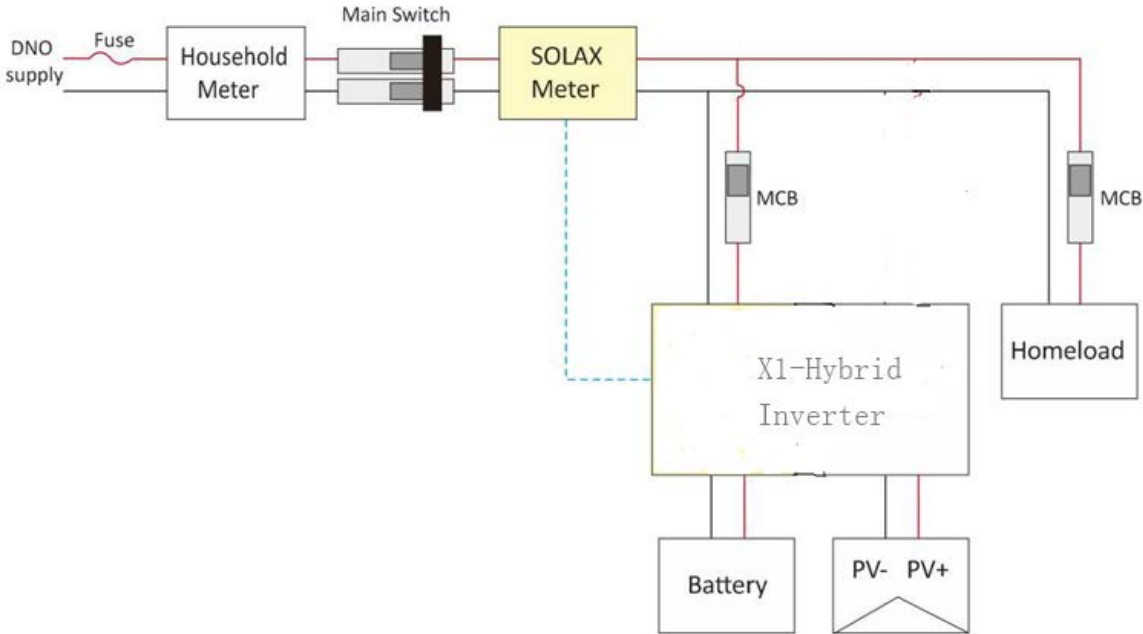 Main Switch
DNO
supply
Fuse
Household
Meter
SOLAX
Meter
MCB
MCB
X1-Hybrid
Inverter
Homeload
Battery
PV- PV+